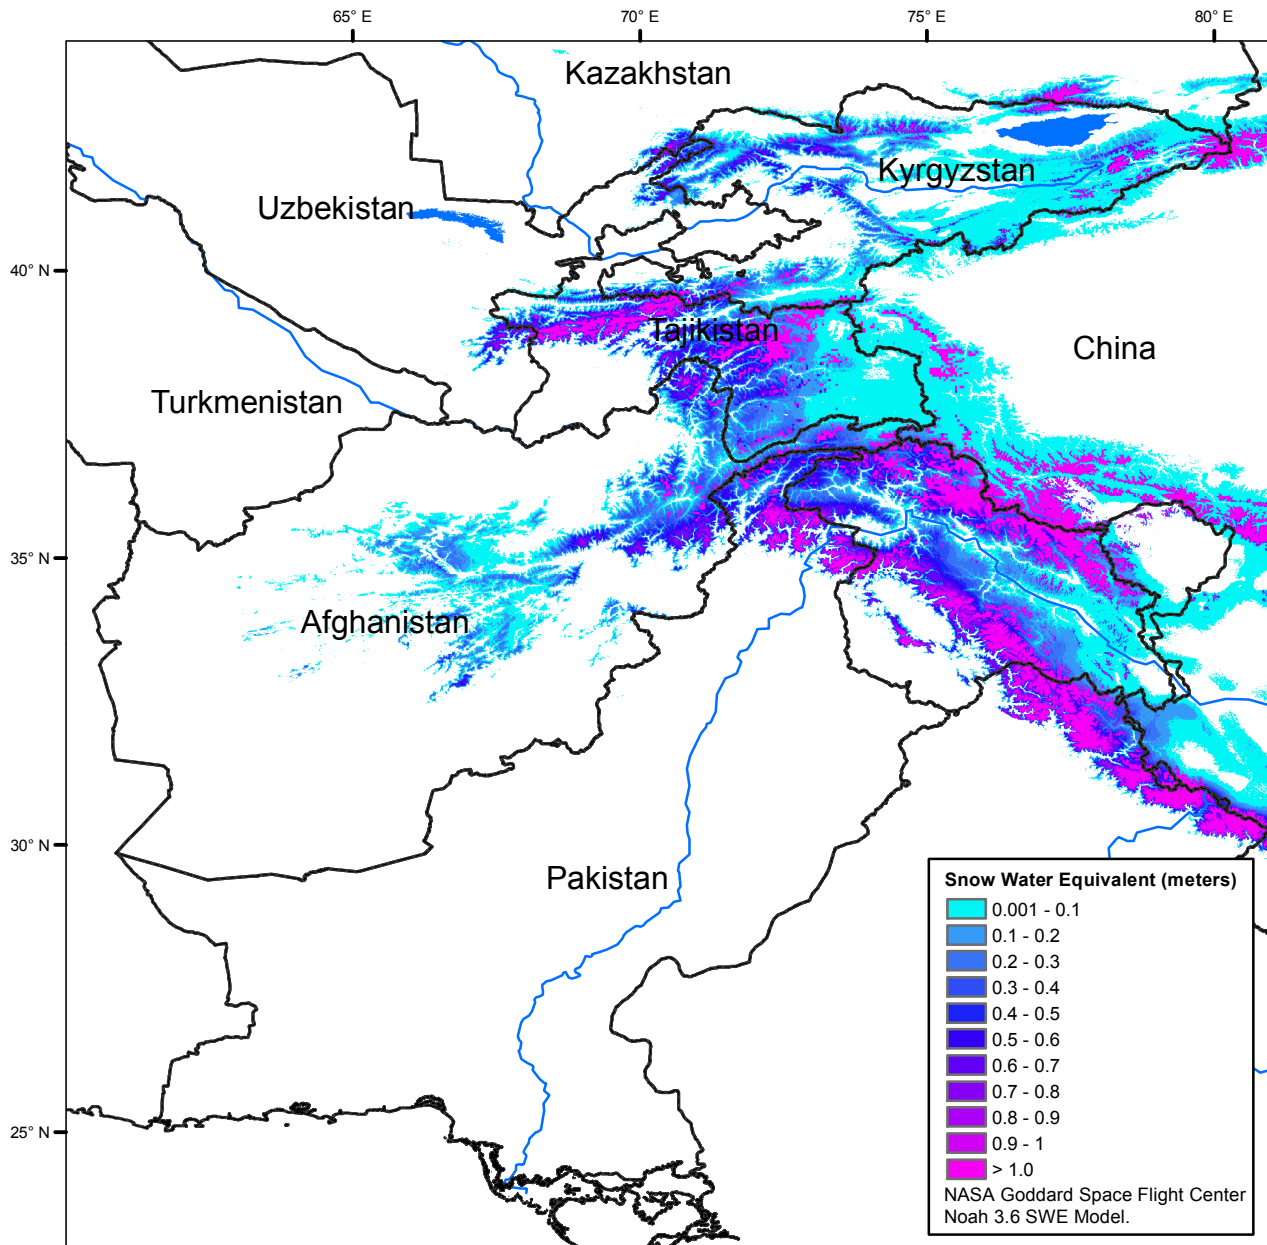 65° E
70° E
75° E
80° E
Kazakhstan
Kyrgyzstan
Uzbekistan
40° N
Tajikistan
China
Turkmenistan
35° N
Afghanistan
30° N
Pakistan
25° N
Snow Water Equivalent (meters)
0.001 - 0.1
0.1 - 0.2
0.2 - 0.3
0.3 - 0.4
0.4 - 0.5
0.5 - 0.6
0.6 - 0.7
0.7 - 0.8
0.8 - 0.9
0.9 - 1
> 1.0
NASA Goddard Space Flight Center
Noah 3.6 SWE Model.